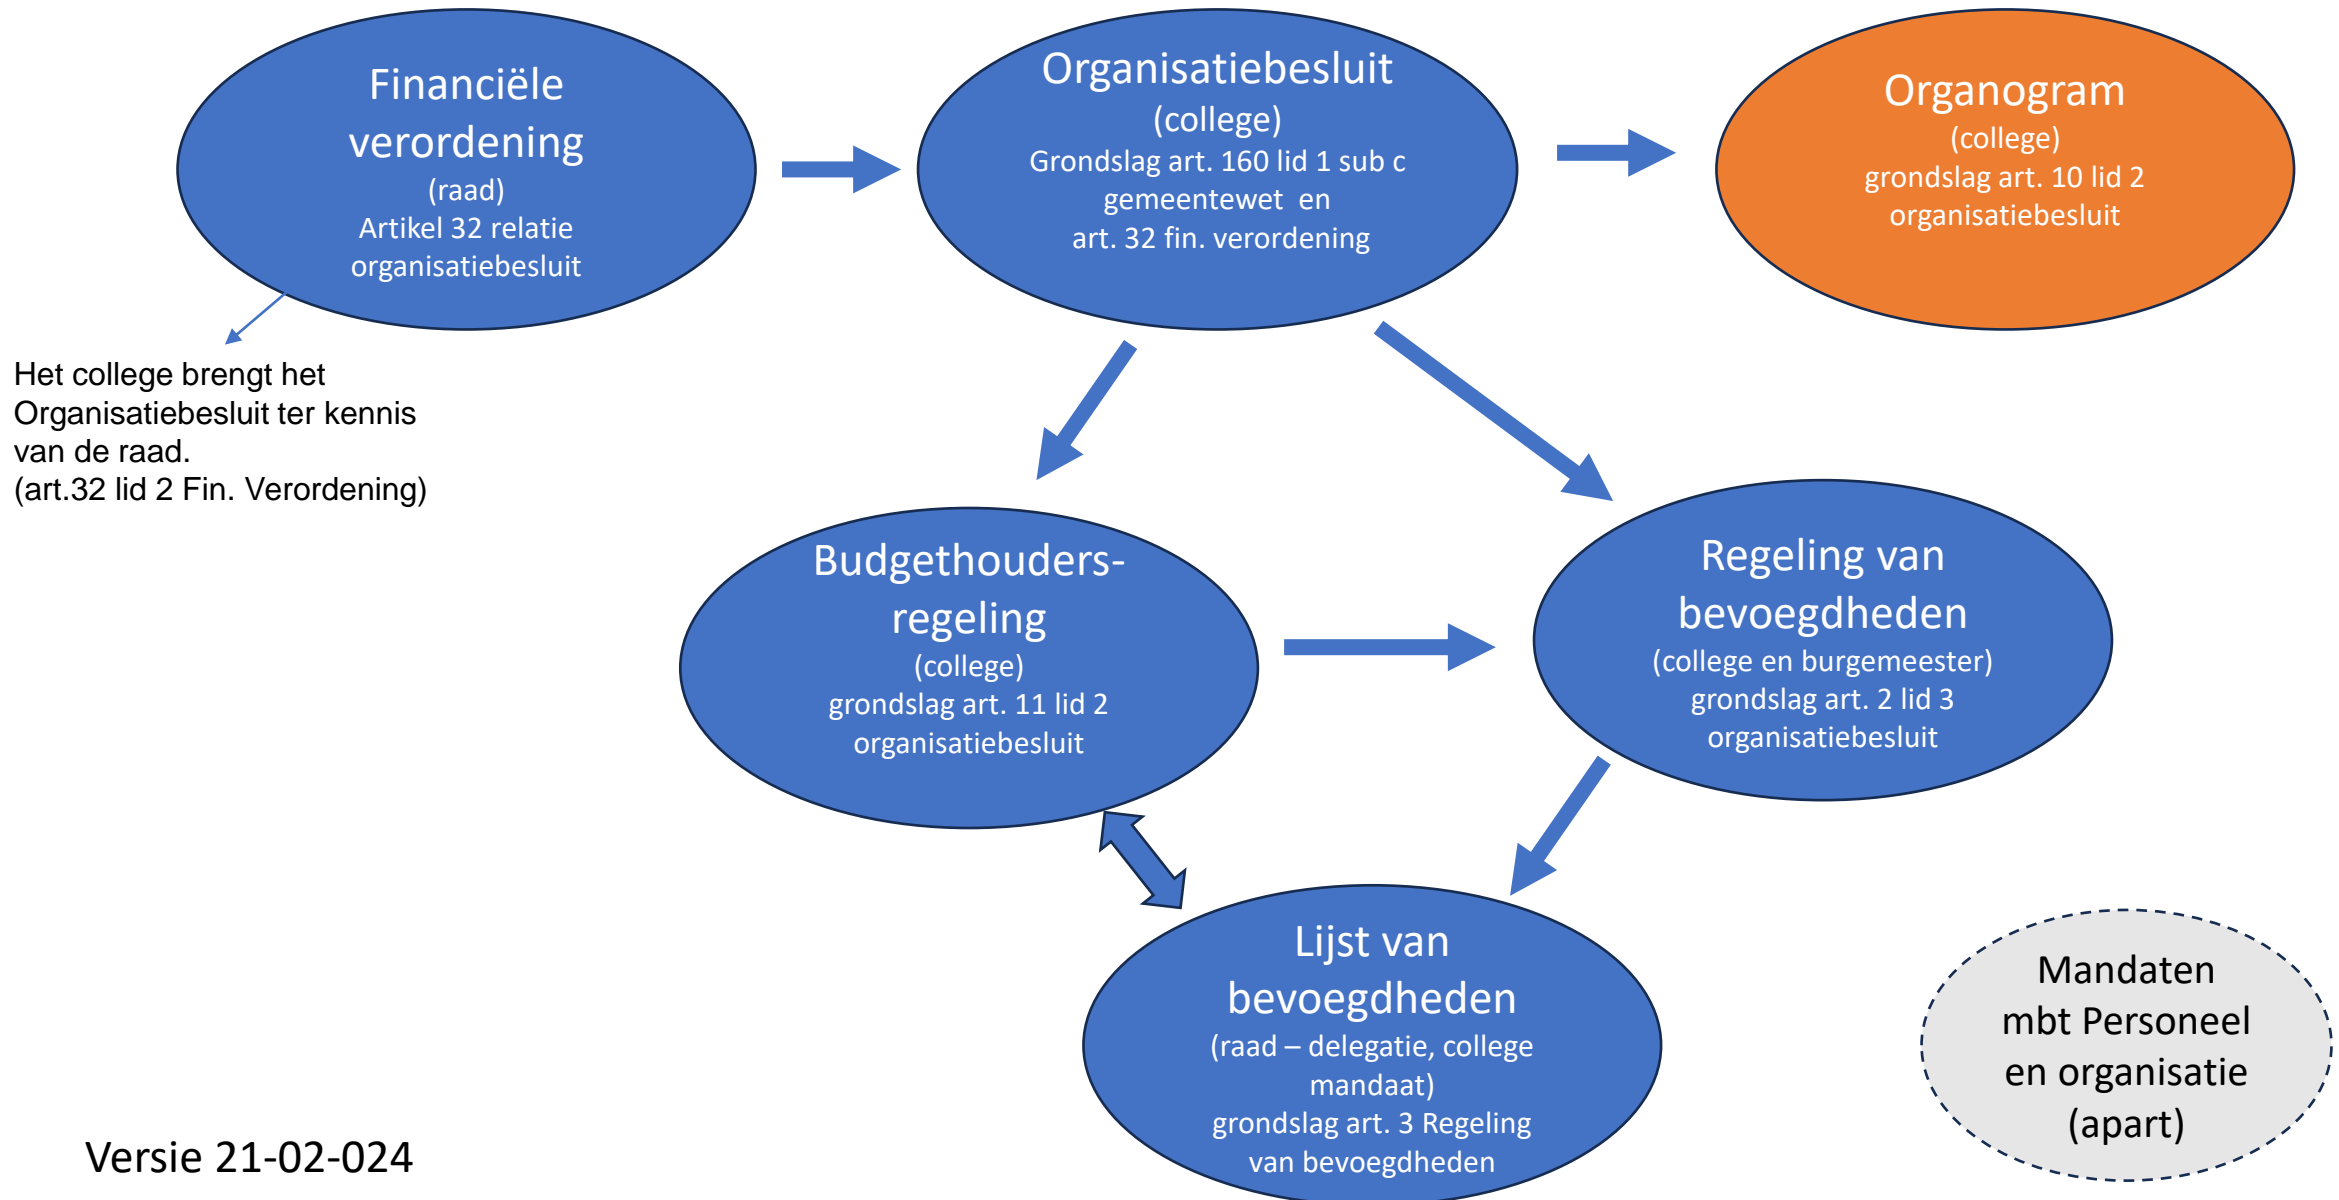 Financiële
verordening
(raad)
Artikel 32 relatie
organisatiebesluit
Organisatiebesluit
(college)
Grondslag art. 160 lid 1 sub c
gemeentewet  en
art. 32 fin. verordening
Organogram
(college)
grondslag art. 10 lid 2
organisatiebesluit
Het college brengt het
Organisatiebesluit ter kennis
van de raad.
(art.32 lid 2 Fin. Verordening)
Budgethouders-
regeling
(college)
grondslag art. 11 lid 2
organisatiebesluit
Regeling van
bevoegdheden
(college en burgemeester)
grondslag art. 2 lid 3
organisatiebesluit
Lijst van
bevoegdheden
(raad – delegatie, college
mandaat)
grondslag art. 3 Regeling
van bevoegdheden
Mandaten
mbt Personeel
en organisatie
(apart)
Versie 21-02-024